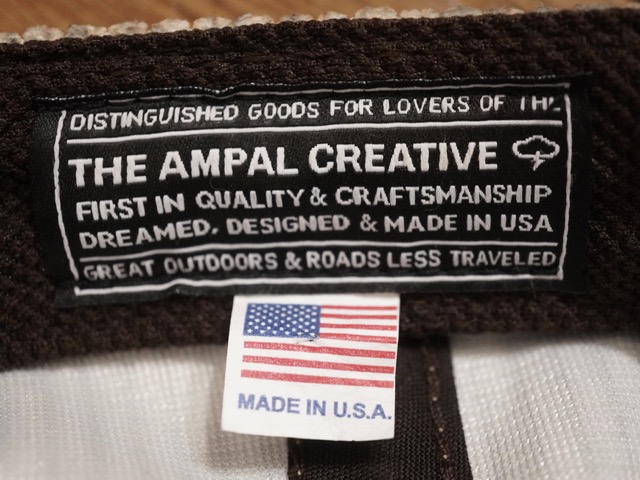 DISTINGUISHED GOODS FOR LOVERS OF THE
THE AMPAL CREATIVE
FIRST IN QUALITY & CRAFTSMANSHIP
DREAMED, DESIGNED & MADE IN USA
GREAT OUTDOORS & ROADS LESS TRAVELED
MADE IN U.S.A.